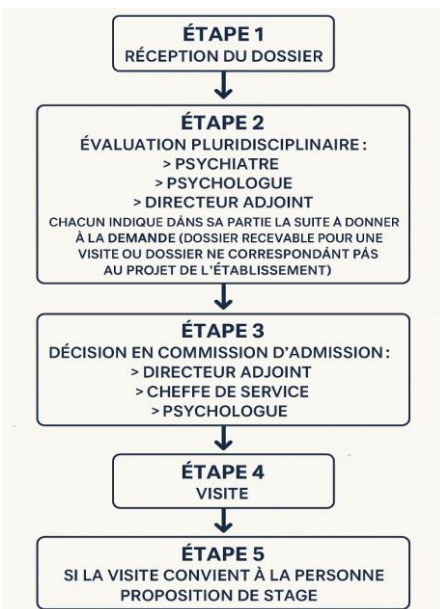 ÉTAPE 1
RÉCEPTION DU DOSSIER
ÉTAPE 2
ÉVALUATION PLURIDISCIPLINAIRE :
> PSYCHIATRE
> PSYCHOLOGUE
> DIRECTEUR ADJOINT
CHACUN INDIQUE DÀNS SA PARTIE LA SUITE À DONNER
À LA DEMANDE (DOSSIER RECEVABLE POUR UNE
VISITE OU DOSSIER NE CORRESPONDÁNT PÁS
AU PROJET DE L'ÉTABLISSEMENT)
ÉTAPE 3
DÉCISION EN COMMISSION D'ADMISSION :
> DIRECTEUR ADJOINT
> CHEFFE DE SERVICE
> PSYCHOLOGUE
ÉTAPE 4
VISITE
ÉTAPE 5
SI LA VISITE CONVIENT À LA PERSONNE
PROPOSITION DE STAGE